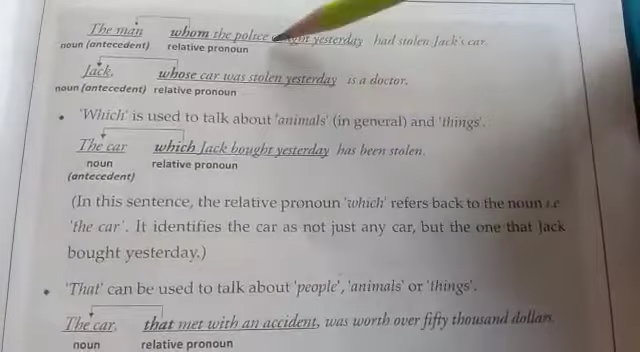 The man whom the police yesterday had stolen Jack's car.
noun (antecedent) relative pronoun
Jack, whose car was stolen yesterday is a doctor.
noun (antecedent) relative pronoun
• 'Which' is used to talk about 'animals' (in general) and 'things'.
The car which Jack bought yesterday has been stolen.
noun relative pronoun
(antecedent)
(In this sentence, the relative pronoun 'which' refers back to the noun i.e
'the car'. It identifies the car as not just any car, but the one that Jack
bought yesterday.)
• 'That' can be used to talk about 'people', 'animals' or 'things'.
The car, that met with an accident, was worth over fifty thousand dollars.
noun relative pronoun